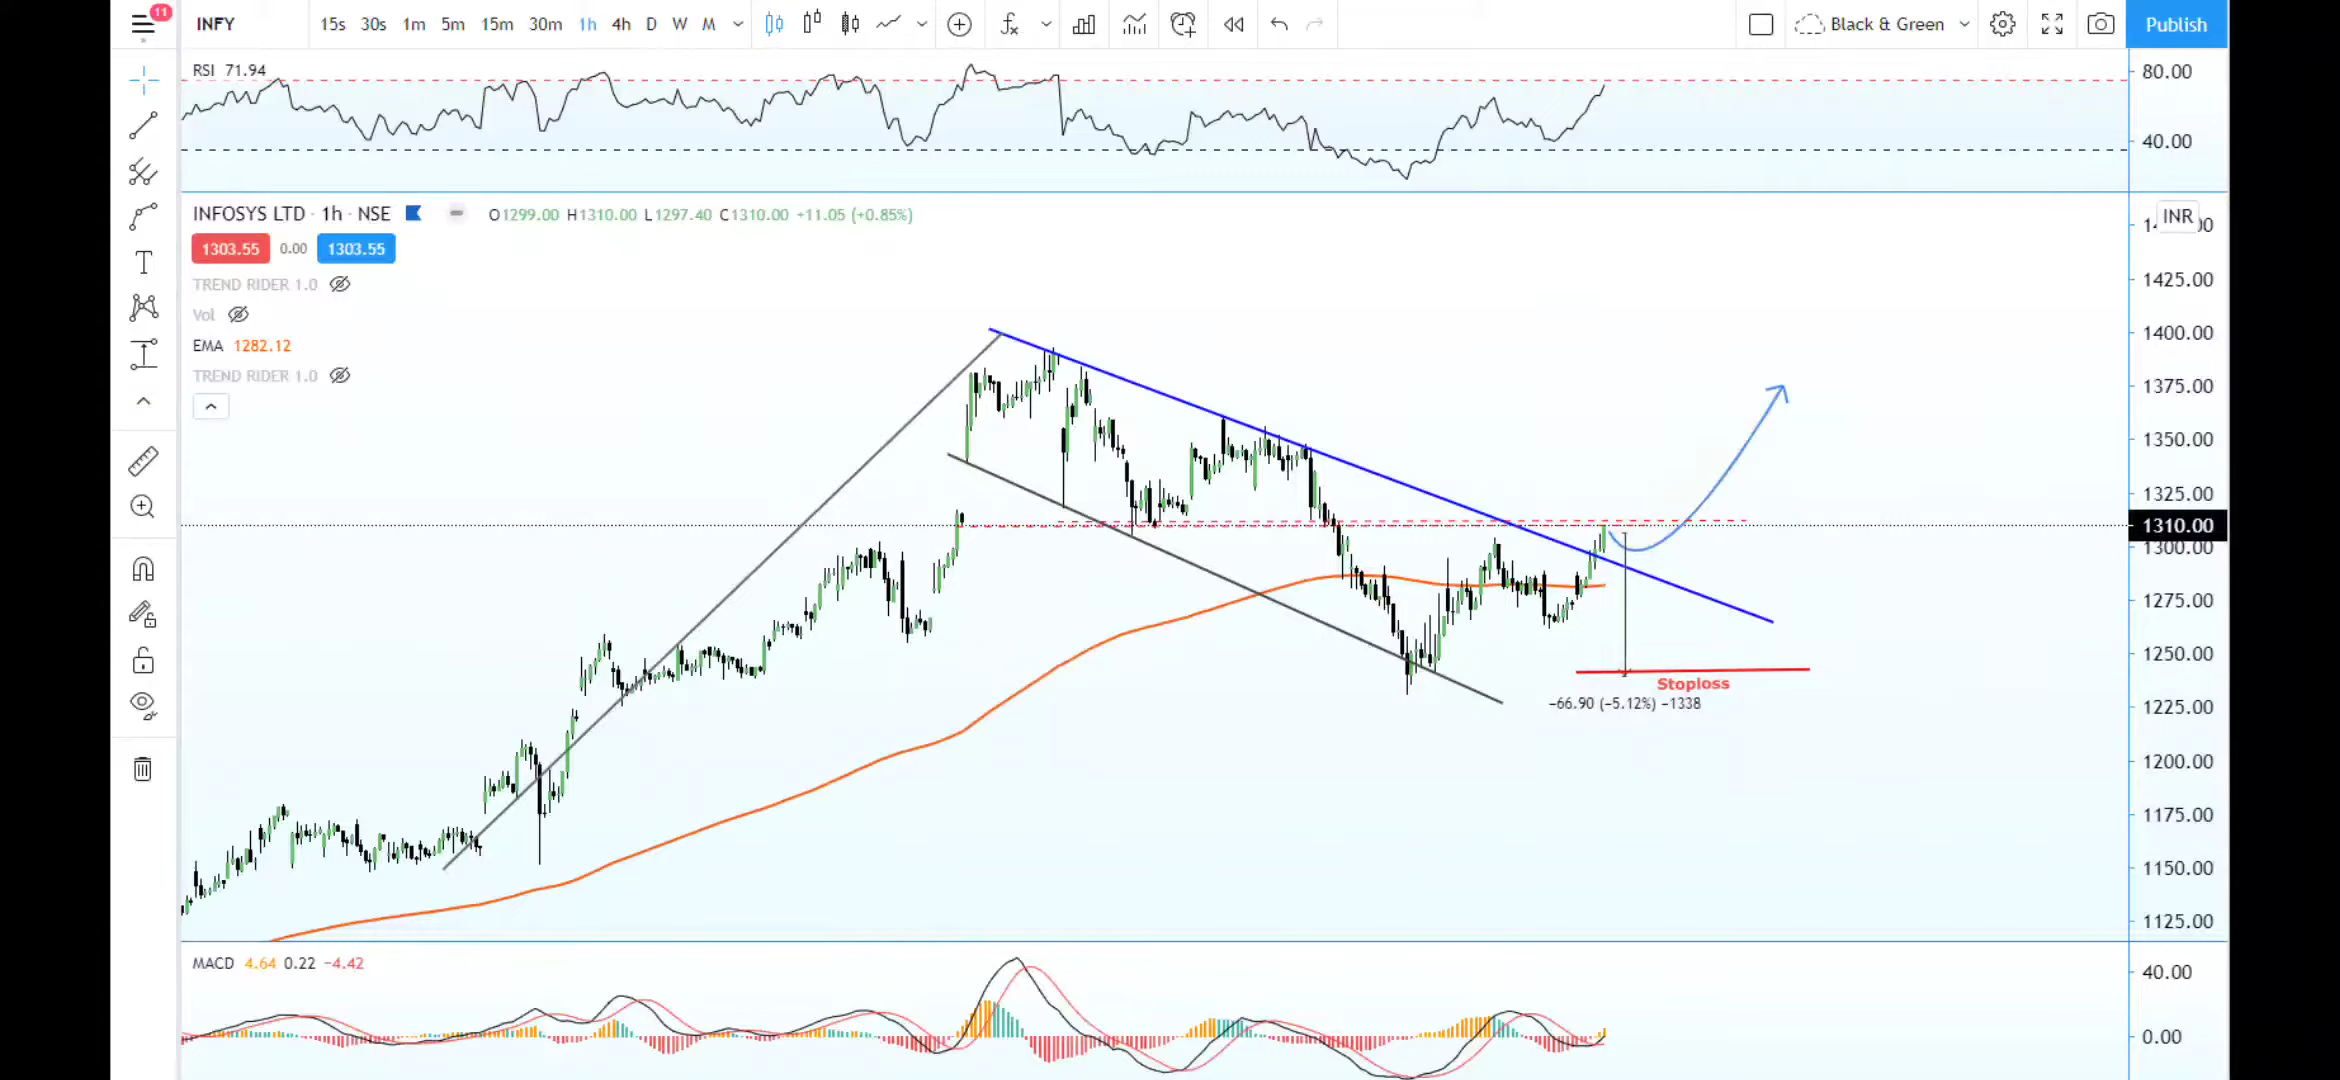 11
INFY 15s 30s 1m 5m 15m 30m 1h 4h D W M Black & Green Publish
RSI 71.94
80.00
40.00
INFOSYS LTD · 1h · NSE O1299.00 H1310.00 L1297.40 C1310.00 +11.05 (+0.85%)
INR
1303.55 0.00 1303.55
TREND RIDER 1.0
Vol
EMA 1282.12
TREND RIDER 1.0
1425.00
1400.00
1375.00
1350.00
1325.00
1310.00
1300.00
1275.00
1250.00
1225.00
1200.00
1175.00
1150.00
1125.00
Stoploss
−66.90 (−5.12%) −1338
MACD 4.64 0.22 −4.42
40.00
0.00